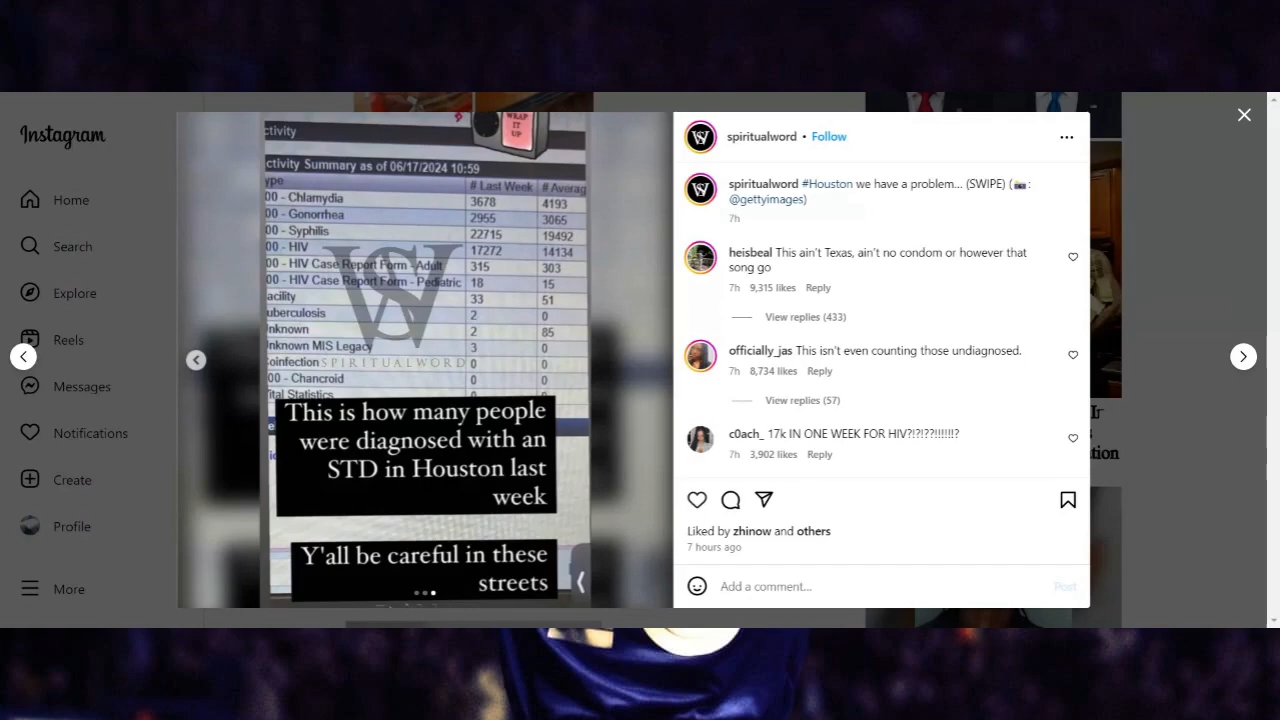 Instagram
Home
Search
Explore
Reels
Messages
Notifications
Create
Profile
More
WRAP
IT
UP
ctivity
ctivity Summary as of 06/17/2024 10:59
ype # Last Week # Averag
00 - Chlamydia 3678 4193
00 - Gonorrhea 2955 3065
00 - Syphilis 22715 19492
00 - HIV 17272 14134
00 - HIV Case Report Form - Adult 315 303
00 - HIV Case Report Form - Pediatric 18 15
acility 33 51
uberculosis 2 0
nknown 2 85
nknown MIS Legacy 3 0
oinfection 0 0
SPIRITUALWORD
00 - Chancroid 0 0
ital Statistics 0 0
This is how many people
were diagnosed with an
STD in Houston last
week
Y'all be careful in these
streets
spiritualword • Follow
spiritualword #Houston we have a problem... (SWIPE) (📸:
@gettyimages)
7h
heisbeal This ain't Texas, ain't no condom or however that
song go
7h 9,315 likes Reply
View replies (433)
officially_jas This isn't even counting those undiagnosed.
7h 8,734 likes Reply
View replies (57)
c0ach_ 17k IN ONE WEEK FOR HIV?!?!??!!!!!!?
7h 3,902 likes Reply
Liked by zhinow and others
7 hours ago
Add a comment...
Post